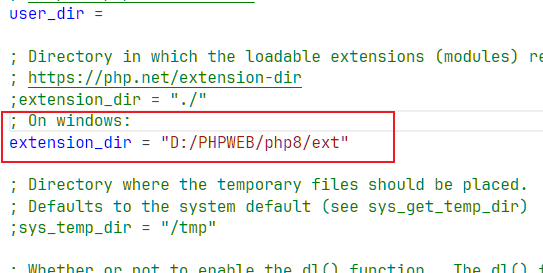 user_dir =
; Directory in which the loadable extensions (modules)
; https://php.net/extension-dir
;extension_dir = "./"
; On windows:
extension_dir = "D:/PHPWEB/php8/ext"
; Directory where the temporary files should be placed.
; Defaults to the system default (see sys_get_temp_dir)
;sys_temp_dir = "/tmp"
; Whether or not to enable the dl() function. The dl()